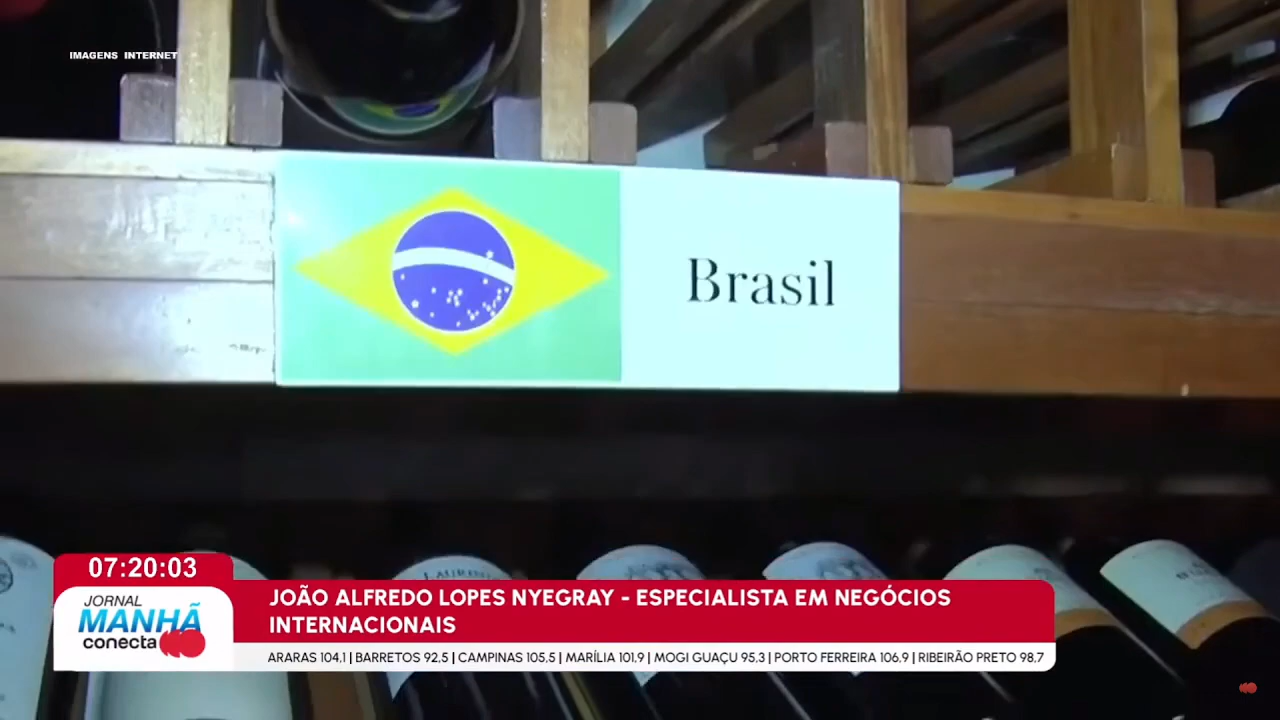 IMAGENS INTERNET
Brasil
07:20:03
JORNAL
MANHÃ
conecta
JOÃO ALFREDO LOPES NYEGRAY - ESPECIALISTA EM NEGÓCIOS
INTERNACIONAIS
ARARAS 104,1 | BARRETOS 92,5 | CAMPINAS 105,5 | MARÍLIA 101,9 | MOGI GUAÇU 95,3 | PORTO FERREIRA 106,9 | RIBEIRÃO PRETO 98,7